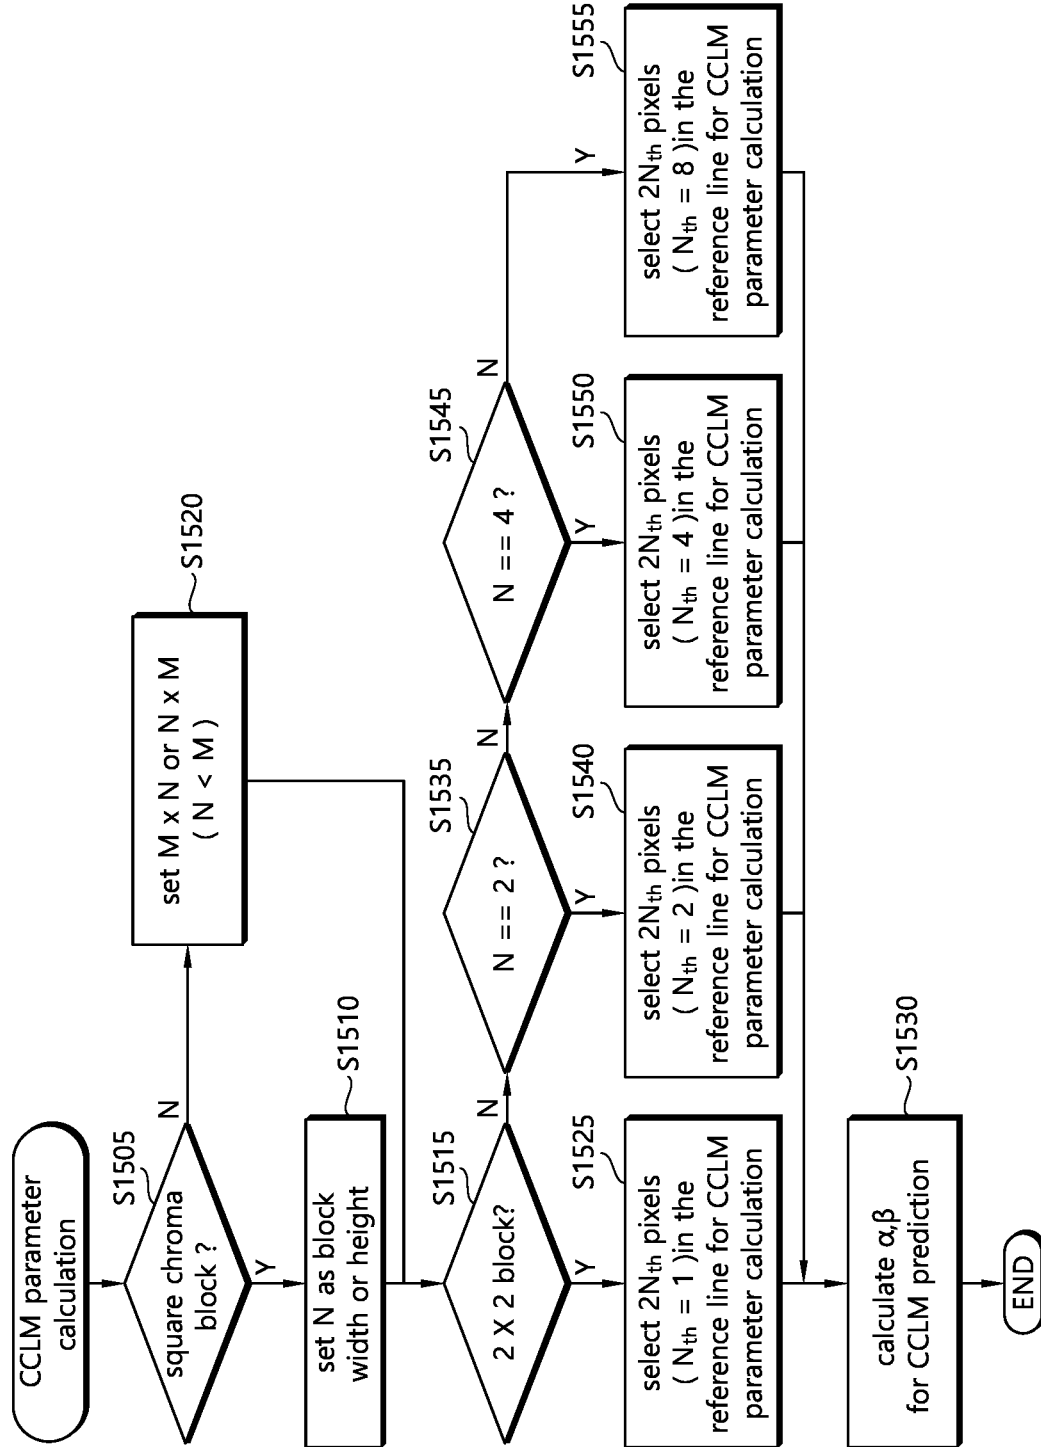 CCLM parameter
calculation
S1505
square chroma
block ?
N
Y
S1520
set M x N or N x M
( N < M )
S1510
set N as block
width or height
S1515
2 X 2 block?
N
Y
S1535
N == 2 ?
N
Y
S1545
N == 4 ?
N
Y
Y
S1525
select 2Nth pixels
( Nth = 1 )in the
reference line for CCLM
parameter calculation
S1540
select 2Nth pixels
( Nth = 2 )in the
reference line for CCLM
parameter calculation
S1550
select 2Nth pixels
( Nth = 4 )in the
reference line for CCLM
parameter calculation
S1555
select 2Nth pixels
( Nth = 8 )in the
reference line for CCLM
parameter calculation
S1530
calculate α,β
for CCLM prediction
END